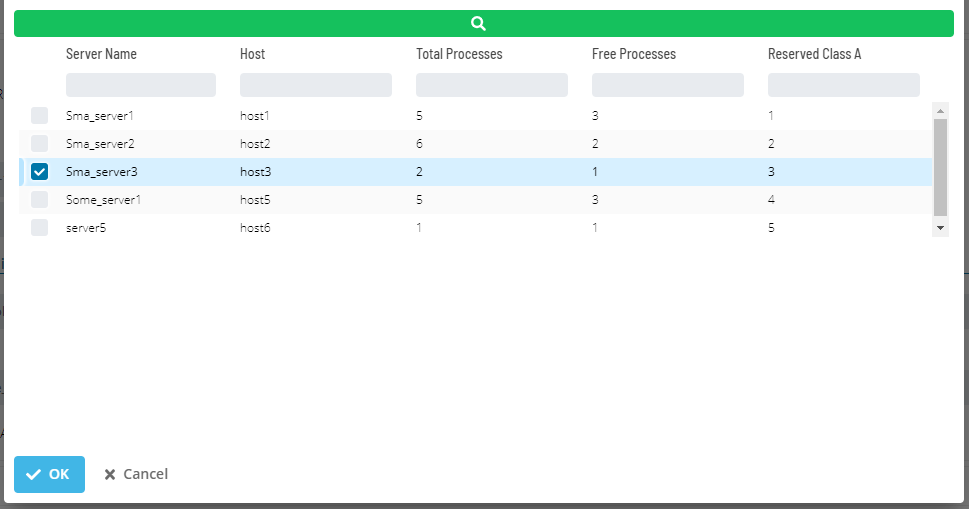 Server Name Host Total Processes Free Processes Reserved Class A
Sma_server1 host1 5 3 1
Sma_server2 host2 6 2 2
Sma_server3 host3 2 1 3
Some_server1 host5 5 3 4
server5 host6 1 1 5
OK Cancel